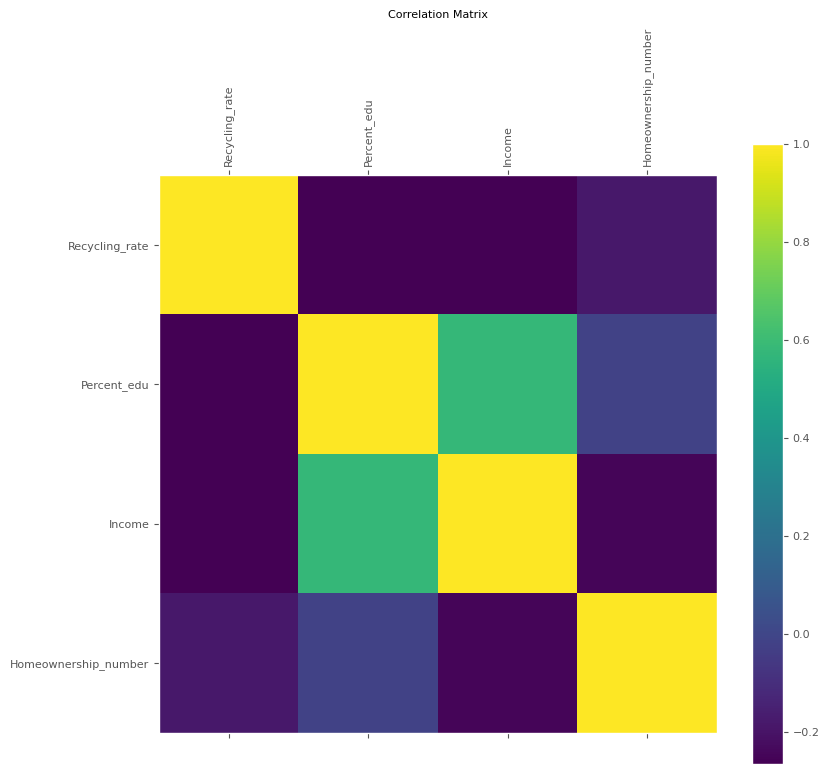 Correlation Matrix
Recycling_rate
Percent_edu
Income
Homeownership_number
Recycling_rate
Percent_edu
Income
Homeownership_number
1.0
0.8
0.6
0.4
0.2
0.0
−0.2